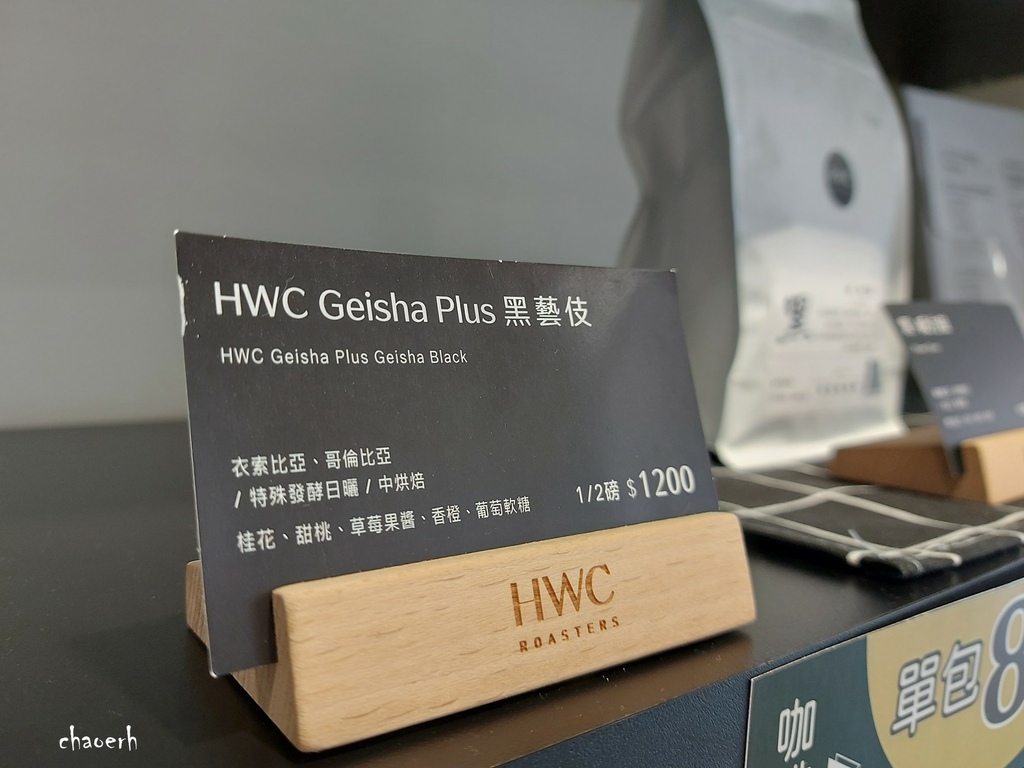 HWC Geisha Plus 黑藝伎
HWC Geisha Plus Geisha Black
衣索比亞、哥倫比亞
/ 特殊發酵日曬 / 中烘焙
桂花、甜桃、草莓果醬、香橙、葡萄軟糖
1/2磅 $1200
HWC
ROASTERS
黑
單包8
咖
chaoerh